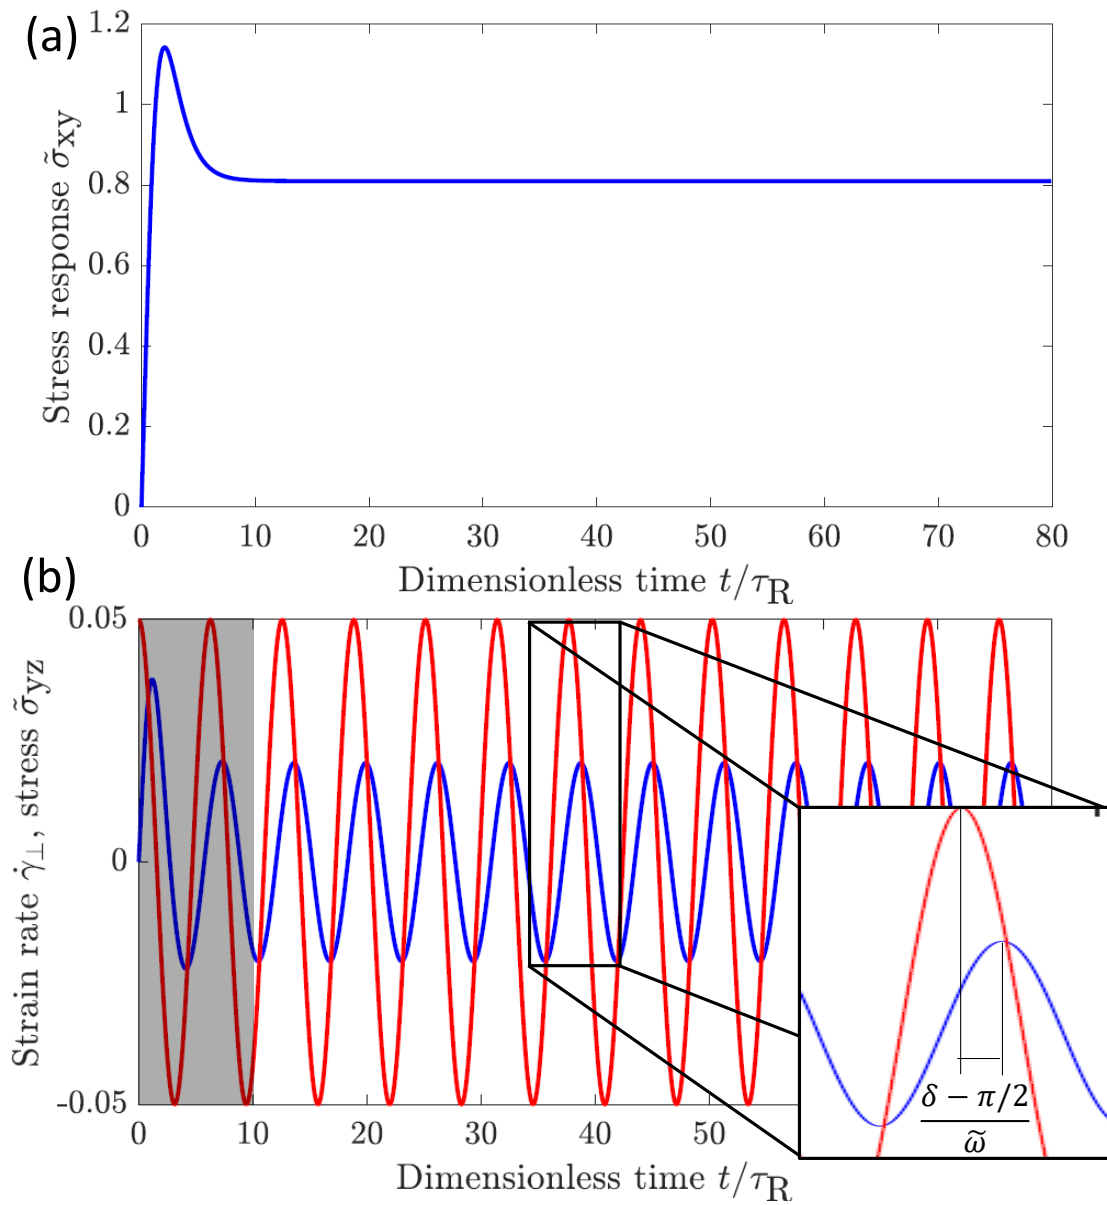 (a)
1.2
1
0.8
0.6
0.4
0.2
0
Stress response σ̃xy
0 10 20 30 40 50 60 70 80
Dimensionless time t/τR
(b)
0.05
0
-0.05
Strain rate γ̇⊥, stress σ̃yz
δ − π/2
ω̃
0 10 20 30 40 50
Dimensionless time t/τR